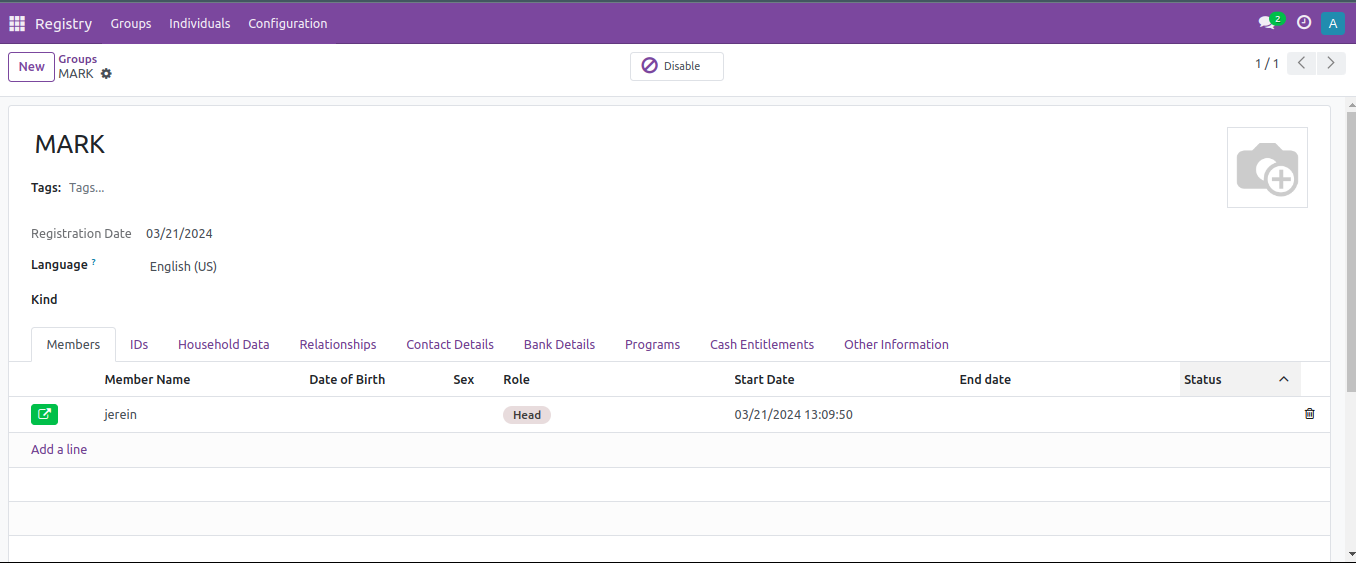 Registry Groups Individuals Configuration 2 A
New Groups
MARK
Disable
1 / 1
MARK
Tags: Tags...
Registration Date 03/21/2024
Language ? English (US)
Kind
Members IDs Household Data Relationships Contact Details Bank Details Programs Cash Entitlements Other Information
Member Name Date of Birth Sex Role Start Date End date Status
jerein Head 03/21/2024 13:09:50
Add a line